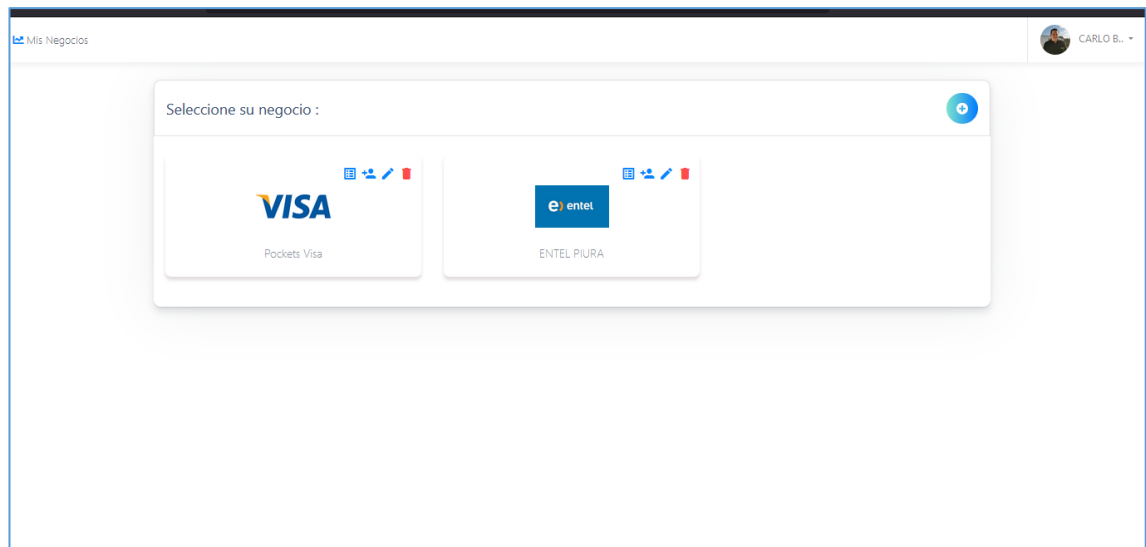 Mis Negocios
CARLO B..
Seleccione su negocio :
VISA
e) entel
Pockets Visa
ENTEL PIURA